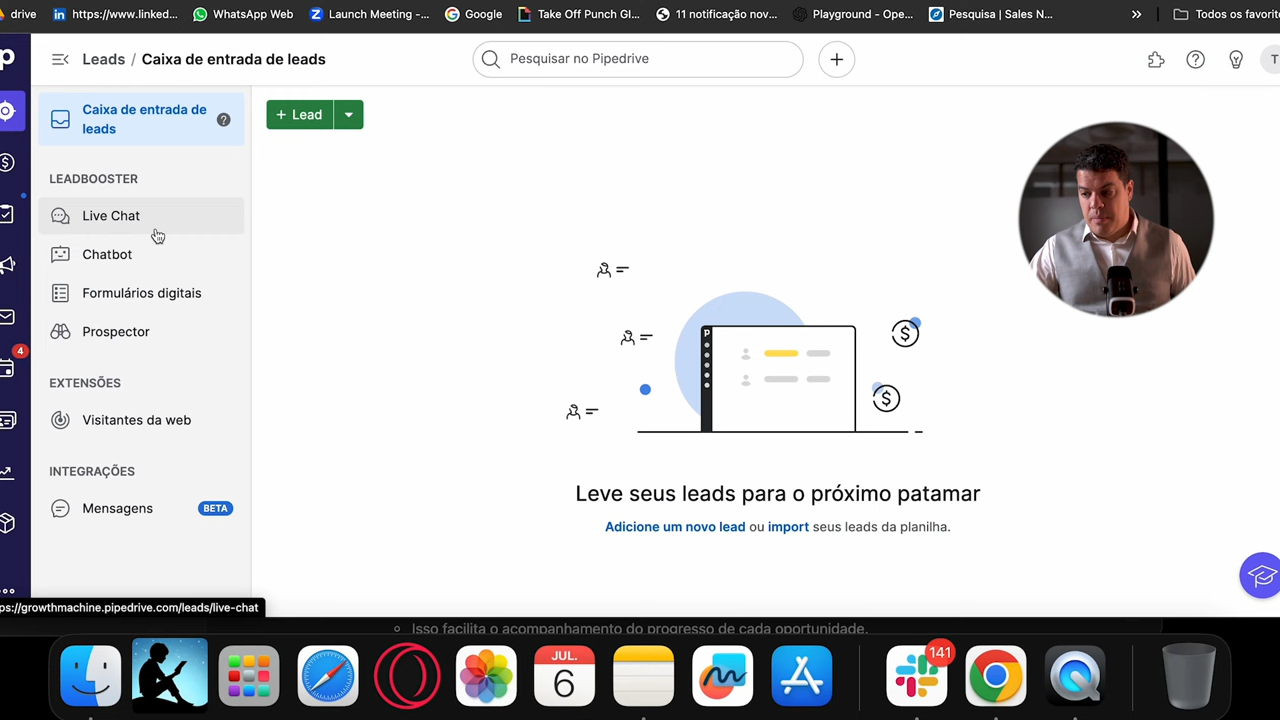 drive
https://www.linked...
WhatsApp Web
Launch Meeting -...
Google
Take Off Punch Gl...
11 notificação nov...
Playground - Ope...
Pesquisa | Sales N...
Todos os favorito
Leads / Caixa de entrada de leads
Pesquisar no Pipedrive
T
Caixa de entrada de
leads
+ Lead
LEADBOOSTER
Live Chat
Chatbot
Formulários digitais
Prospector
4
EXTENSÕES
Visitantes da web
INTEGRAÇÕES
Mensagens
BETA
Leve seus leads para o próximo patamar
Adicione um novo lead ou import seus leads da planilha.
ps://growthmachine.pipedrive.com/leads/live-chat
Isso facilita o acompanhamento do progresso de cada oportunidade.
JUL.
6
141